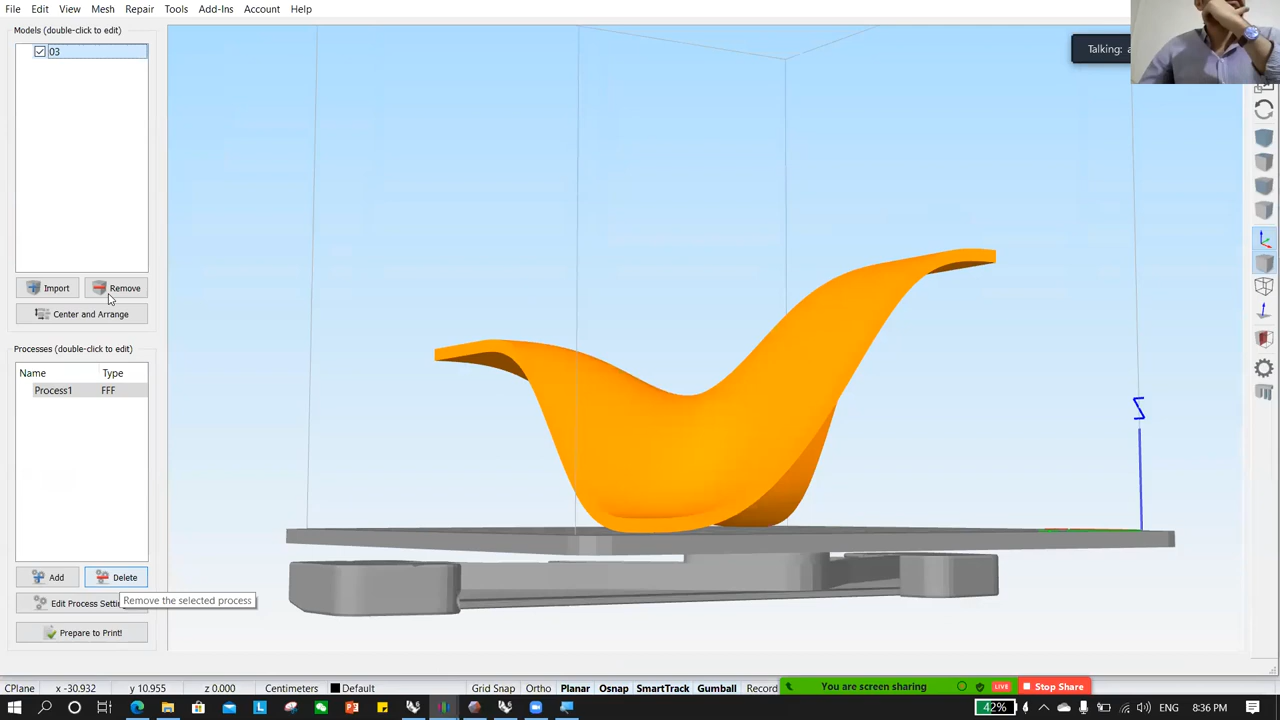 File Edit View Mesh Repair Tools Add-Ins Account Help
Models (double-click to edit)
03
Talking:
Import Remove
Center and Arrange
Processes (double-click to edit)
Name Type
Process1 FFF
Z
Add Delete
Remove the selected process
Edit Process Setti
Prepare to Print!
CPlane x -30.932 y 10.955 z 0.000 Centimeters Default Grid Snap Ortho Planar Osnap SmartTrack Gumball Record
You are screen sharing LIVE Stop Share
42% ENG 8:36 PM